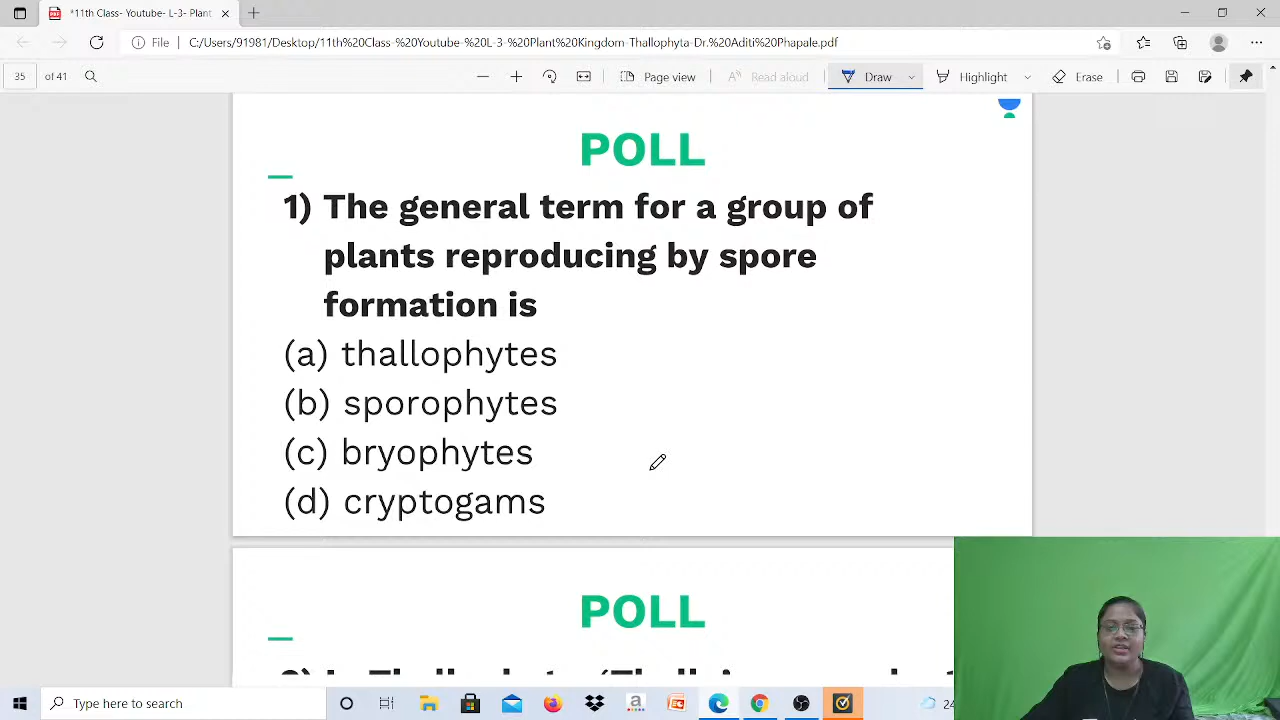 *11th Class- Youtube- L-3- Plant
File
C:/Users/91981/Desktop/11th%20Class-%20Youtube-%20L-3-%20Plant%20Kingdom-Thallophyta-Dr.%20Aditi%20Phapale.pdf
35 of 41
Page view
Read aloud
Draw
Highlight
Erase
POLL
1) The general term for a group of
plants reproducing by spore
formation is
(a) thallophytes
(b) sporophytes
(c) bryophytes
(d) cryptogams
POLL
Type here to search